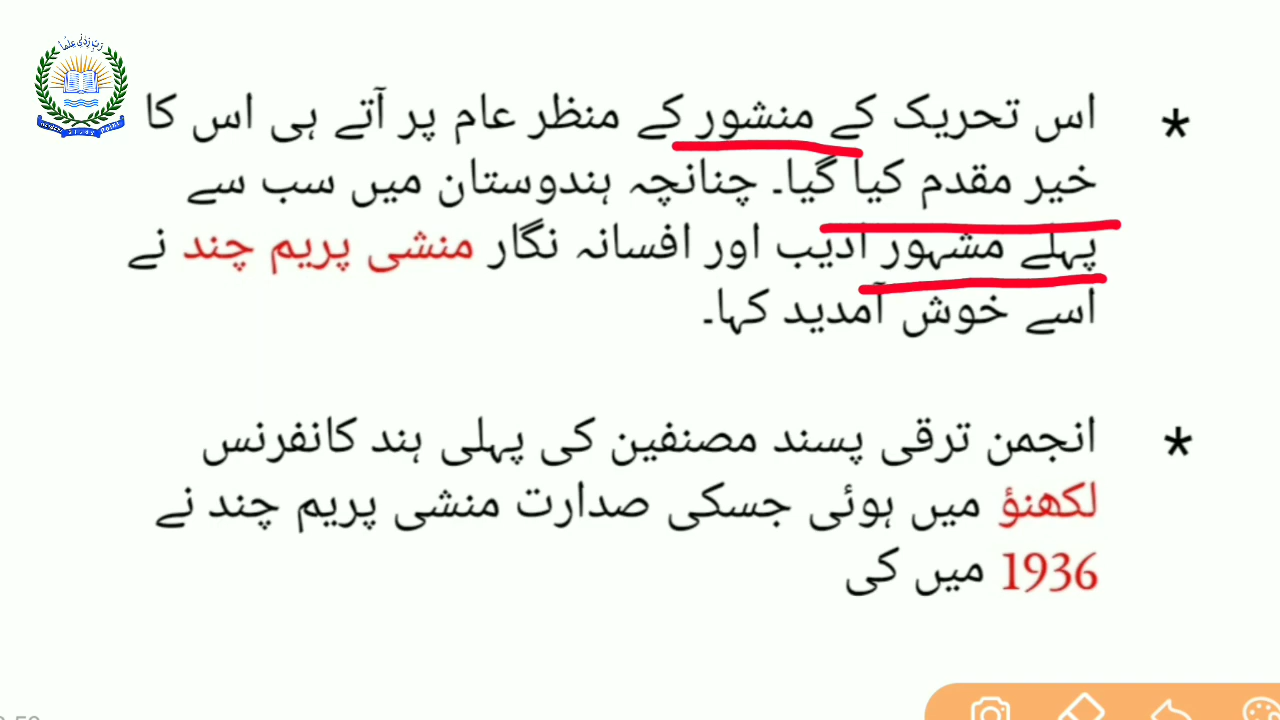 رَبِّ زِدْنِي عِلْمًا
* اس تحریک کے منشور کے منظر عام پر آتے ہی اس کا
خیر مقدم کیا گیا۔ چنانچہ ہندوستان میں سب سے
پہلے مشہور ادیب اور افسانہ نگار منشی پریم چند نے
اسے خوش آمدید کہا۔
* انجمن ترقی پسند مصنفین کی پہلی ہند کانفرنس
لکھنؤ میں ہوئی جسکی صدارت منشی پریم چند نے
1936 میں کی